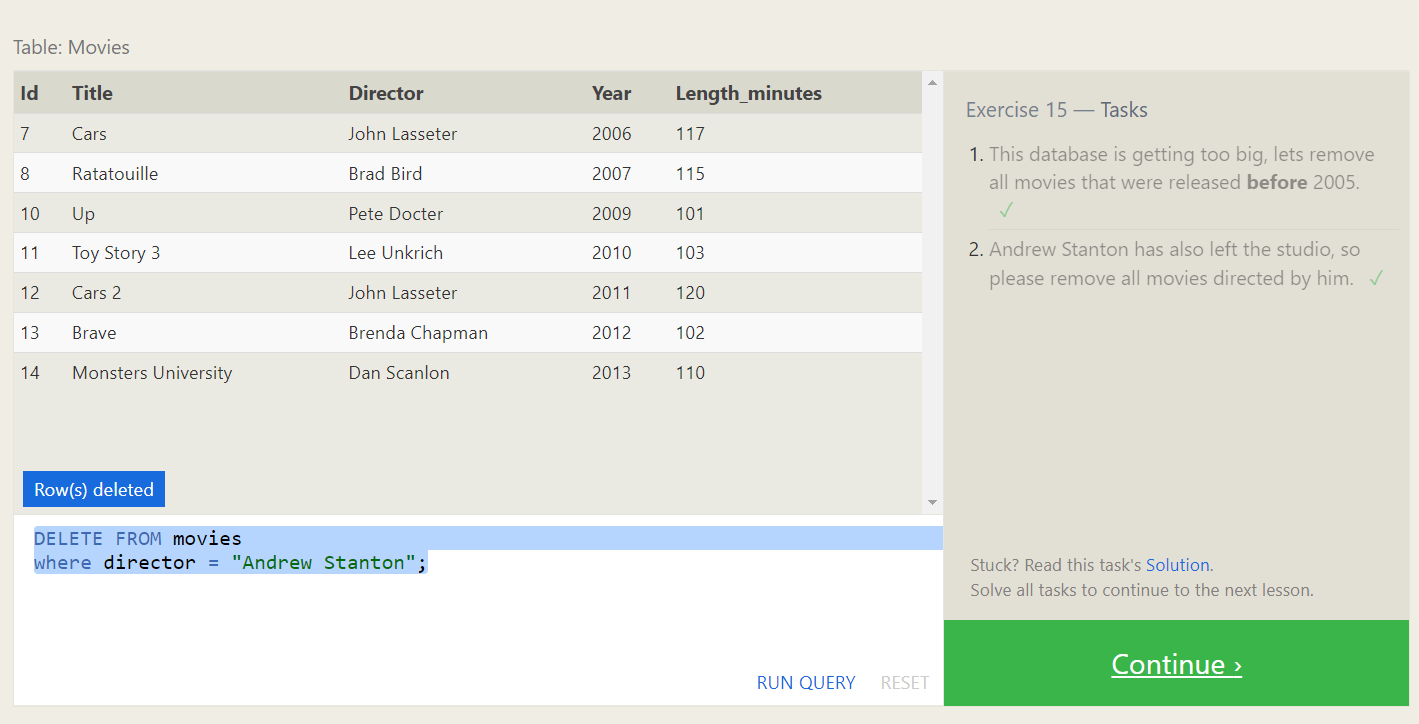 Table: Movies
Id Title Director Year Length_minutes
7 Cars John Lasseter 2006 117
8 Ratatouille Brad Bird 2007 115
10 Up Pete Docter 2009 101
11 Toy Story 3 Lee Unkrich 2010 103
12 Cars 2 John Lasseter 2011 120
13 Brave Brenda Chapman 2012 102
14 Monsters University Dan Scanlon 2013 110
Row(s) deleted
DELETE FROM movies
where director = "Andrew Stanton";
RUN QUERY RESET
Exercise 15 — Tasks
1. This database is getting too big, lets remove
all movies that were released before 2005.
✓
2. Andrew Stanton has also left the studio, so
please remove all movies directed by him. ✓
Stuck? Read this task's Solution.
Solve all tasks to continue to the next lesson.
Continue ›